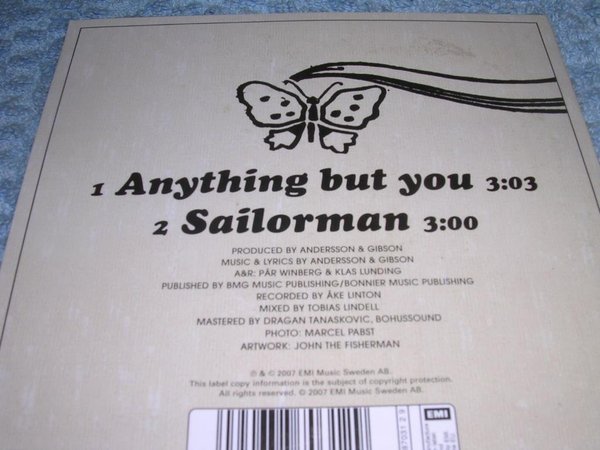 1 Anything but you 3:03
2 Sailorman 3:00
PRODUCED BY ANDERSSON & GIBSON
MUSIC & LYRICS BY ANDERSSON & GIBSON
A&R: PÄR WINBERG & KLAS LUNDING
PUBLISHED BY BMG MUSIC PUBLISHING/BONNIER MUSIC PUBLISHING
RECORDED BY ÅKE LINTON
MIXED BY TOBIAS LINDELL
MASTERED BY DRAGAN TANASKOVIC, BOHUSSOUND
PHOTO: MARCEL PABST
ARTWORK: JOHN THE FISHERMAN
℗ & © 2007 EMI Music Sweden AB.
This label copy information is the subject of copyright protection.
All rights reserved. © 2007 EMI Music Sweden AB.
EMI